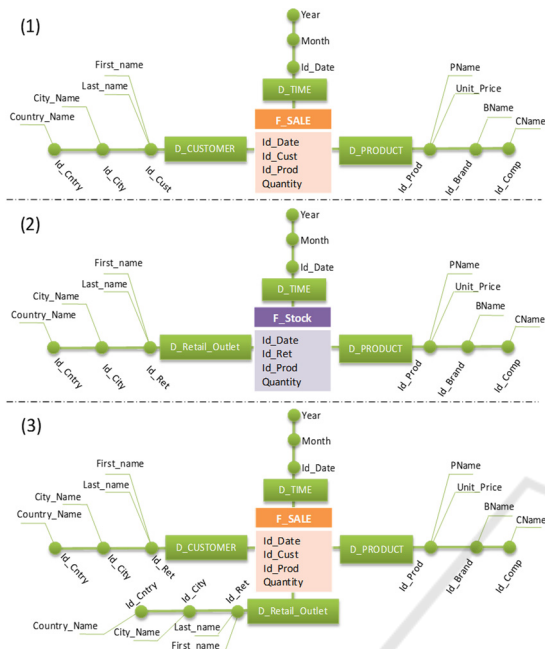 (1)
Year
Month
Id_Date
D_TIME
First_name
Last_name
City_Name
Country_Name
D_CUSTOMER
Id_Cntry
Id_City
Id_Cust
F_SALE
Id_Date
Id_Cust
Id_Prod
Quantity
D_PRODUCT
PName
Unit_Price
BName
CName
Id_Prod
Id_Brand
Id_Comp
(2)
Year
Month
Id_Date
D_TIME
First_name
Last_name
City_Name
Country_Name
D_Retail_Outlet
Id_Cntry
Id_City
Id_Ret
F_Stock
Id_Date
Id_Ret
Id_Prod
Quantity
D_PRODUCT
PName
Unit_Price
BName
CName
Id_Prod
Id_Brand
Id_Comp
(3)
Year
Month
Id_Date
D_TIME
First_name
Last_name
City_Name
Country_Name
D_CUSTOMER
Id_Cntry
Id_City
Id_Ret
F_SALE
Id_Date
Id_Cust
Id_Prod
Quantity
D_PRODUCT
PName
Unit_Price
BName
CName
Id_Prod
Id_Brand
Id_Comp
Id_Cntry
Id_City
Id_Ret
D_Retail_Outlet
Country_Name
City_Name
Last_name
First_name